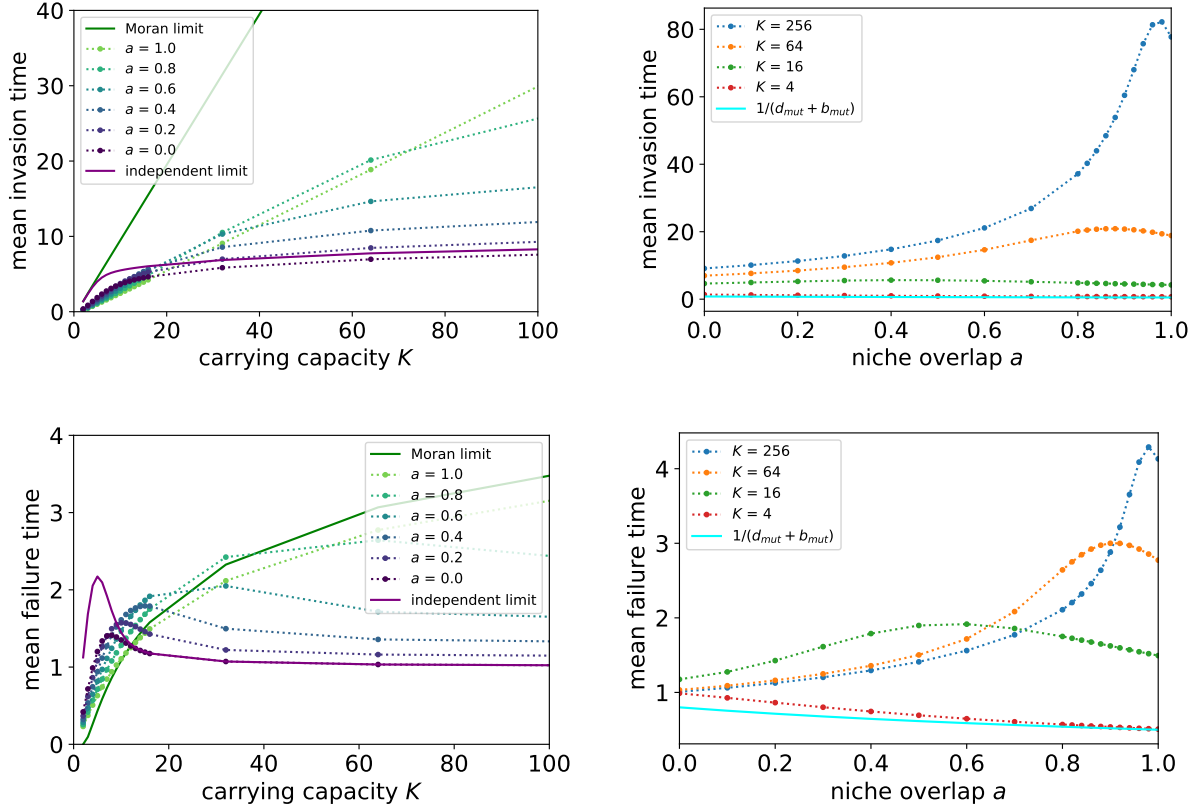 mean invasion time
40
30
20
10
0
Moran limit
a = 1.0
a = 0.8
a = 0.6
a = 0.4
a = 0.2
a = 0.0
independent limit
0 20 40 60 80 100
carrying capacity K
mean invasion time
80
60
40
20
0
K = 256
K = 64
K = 16
K = 4
1/(d_mut + b_mut)
0.0 0.2 0.4 0.6 0.8 1.0
niche overlap a
mean failure time
4
3
2
1
0
Moran limit
a = 1.0
a = 0.8
a = 0.6
a = 0.4
a = 0.2
a = 0.0
independent limit
0 20 40 60 80 100
carrying capacity K
mean failure time
4
3
2
1
K = 256
K = 64
K = 16
K = 4
1/(d_mut + b_mut)
0.0 0.2 0.4 0.6 0.8 1.0
niche overlap a